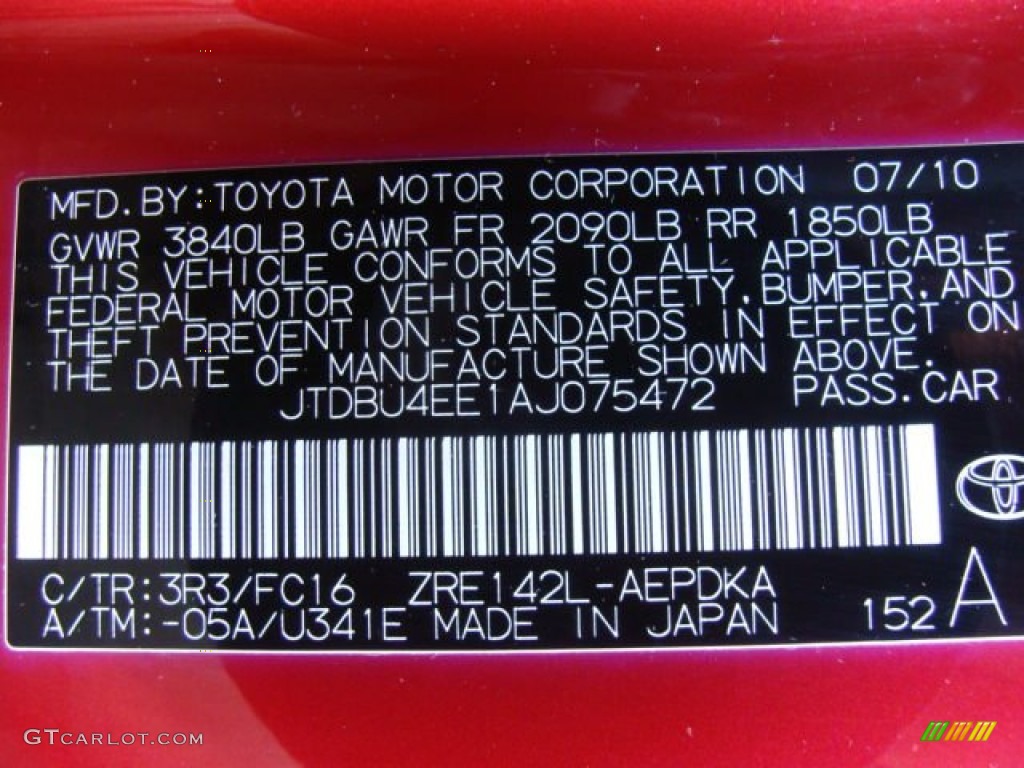 MFD.BY:TOYOTA MOTOR CORPORATION 07/10
GVWR 3840LB GAWR FR 2090LB RR 1850LB
THIS VEHICLE CONFORMS TO ALL APPLICABLE
FEDERAL MOTOR VEHICLE SAFETY,BUMPER,AND
THEFT PREVENTION STANDARDS IN EFFECT ON
THE DATE OF MANUFACTURE SHOWN ABOVE.
JTDBU4EE1AJ075472 PASS.CAR
C/TR:3R3/FC16 ZRE142L-AEPDKA
A/TM:-05A/U341E MADE IN JAPAN 152 A
GTCARLOT.COM